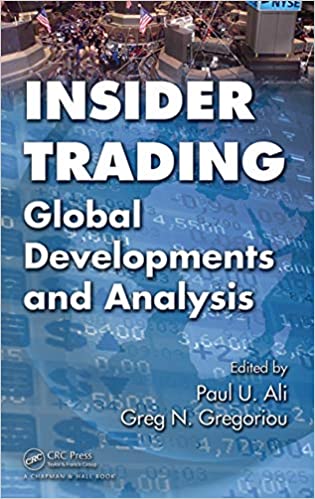 NYSE
INSIDER
TRADING
Global
Developments
and Analysis
Edited by
Paul U. Ali
Greg N. Gregoriou
CRC Press
Taylor & Francis Group
A CHAPMAN & HALL BOOK